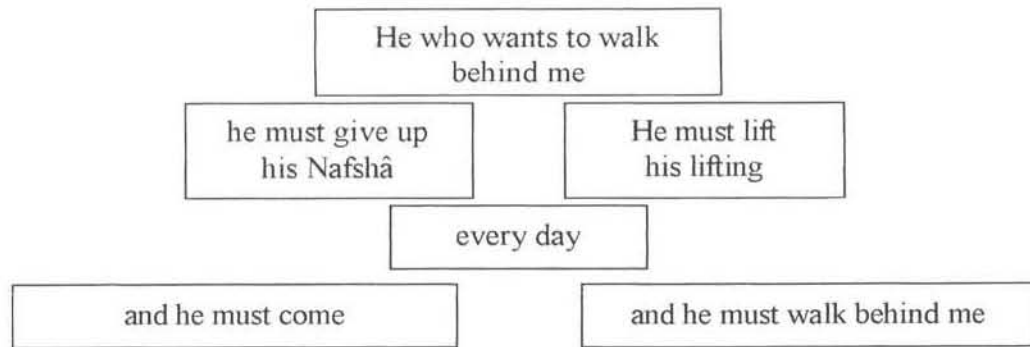 He who wants to walk
behind me
he must give up
his Nafshâ
He must lift
his lifting
every day
and he must come
and he must walk behind me